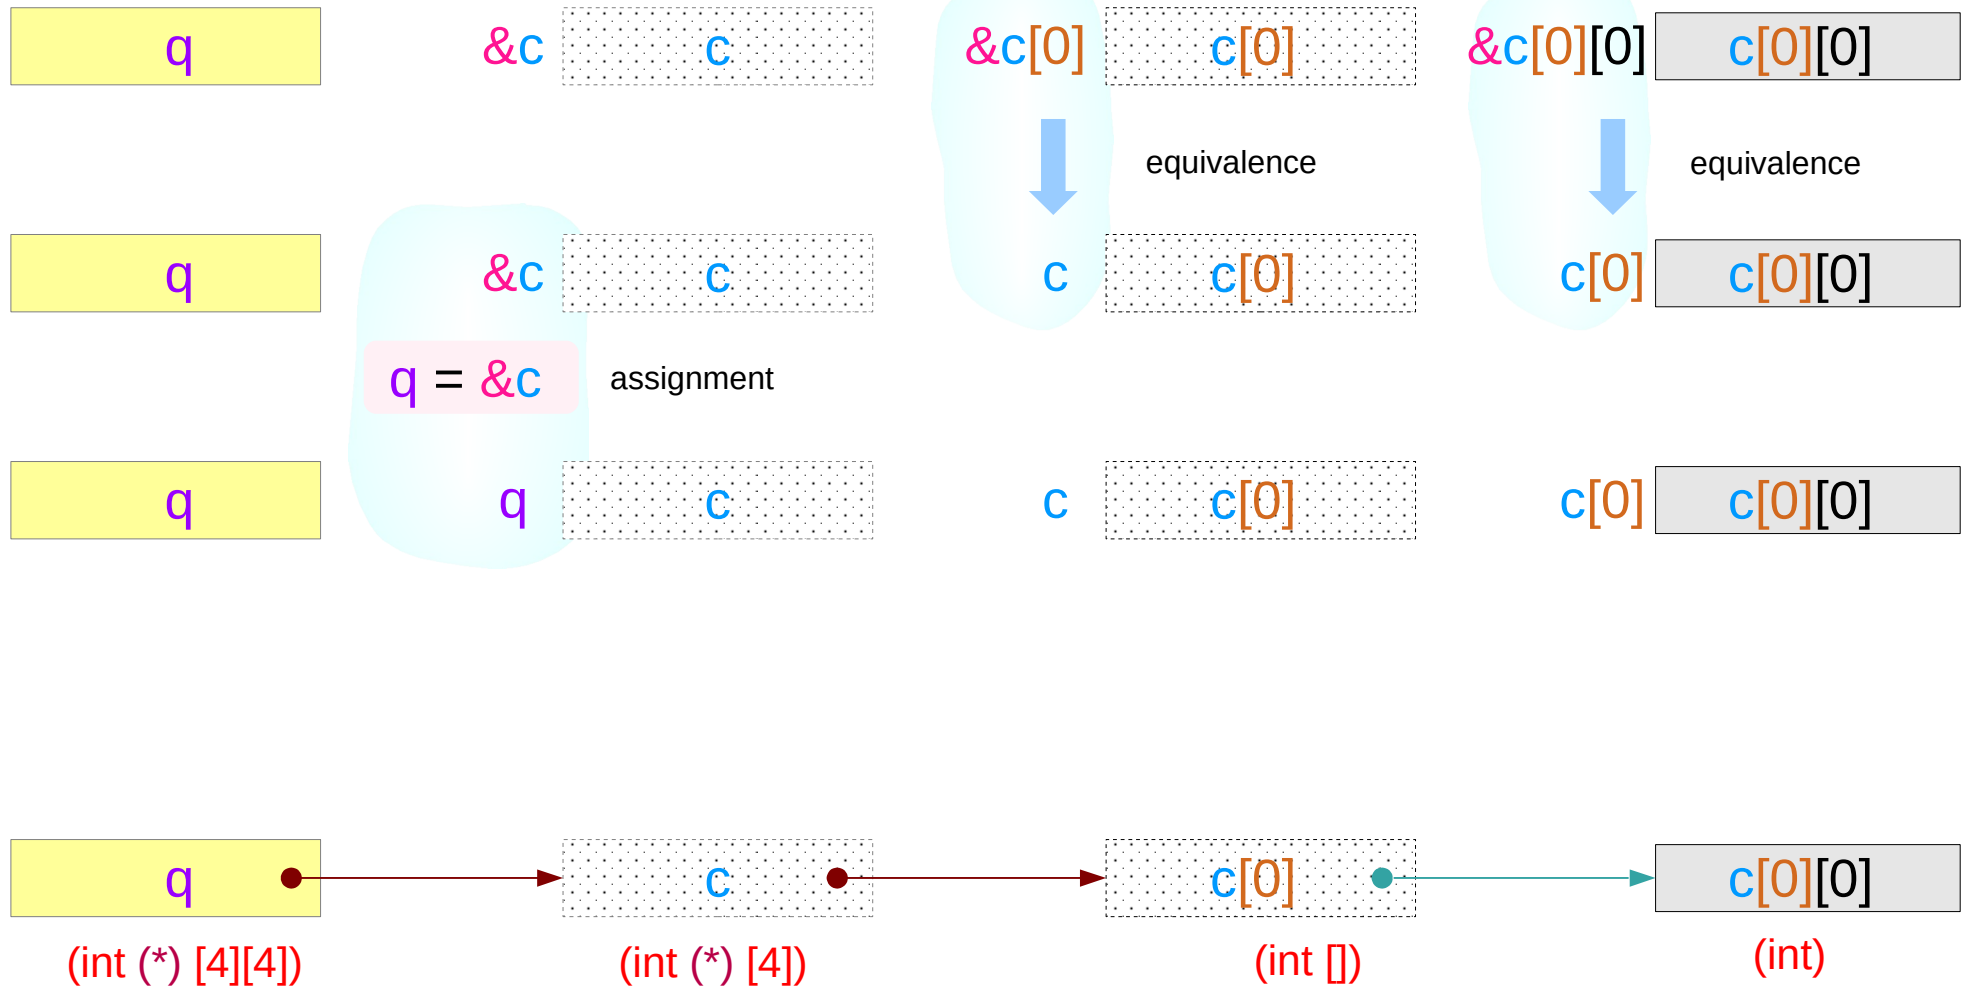 q &c c &c[0] c[0] &c[0][0] c[0][0]
equivalence equivalence
q &c c c c[0] c[0] c[0][0]
q = &c assignment
q q c c c[0] c[0] c[0][0]
q c c[0] c[0][0]
(int (*) [4][4]) (int (*) [4]) (int []) (int)